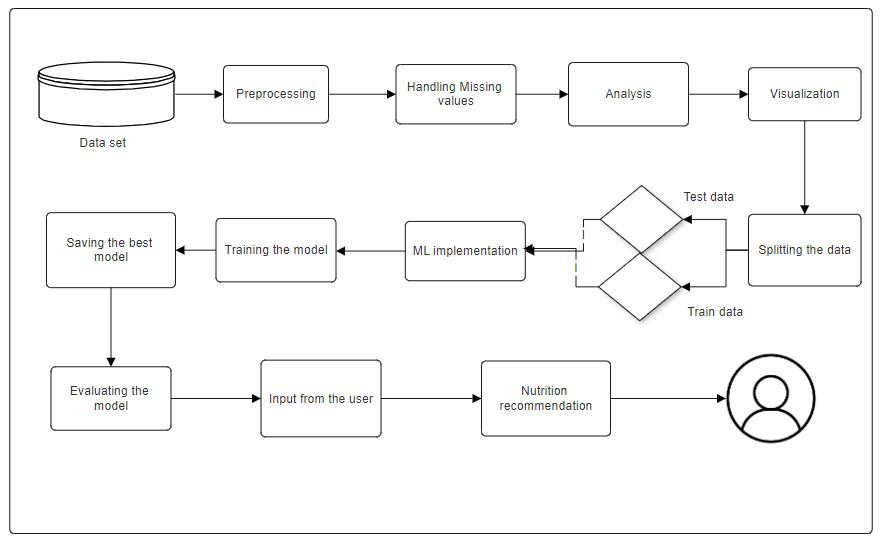 Preprocessing
Handling Missing
values
Analysis
Visualization
Data set
Test data
Saving the best
model
Training the model
ML implementation
Splitting the data
Train data
Evaluating the
model
Input from the user
Nutrition
recommendation